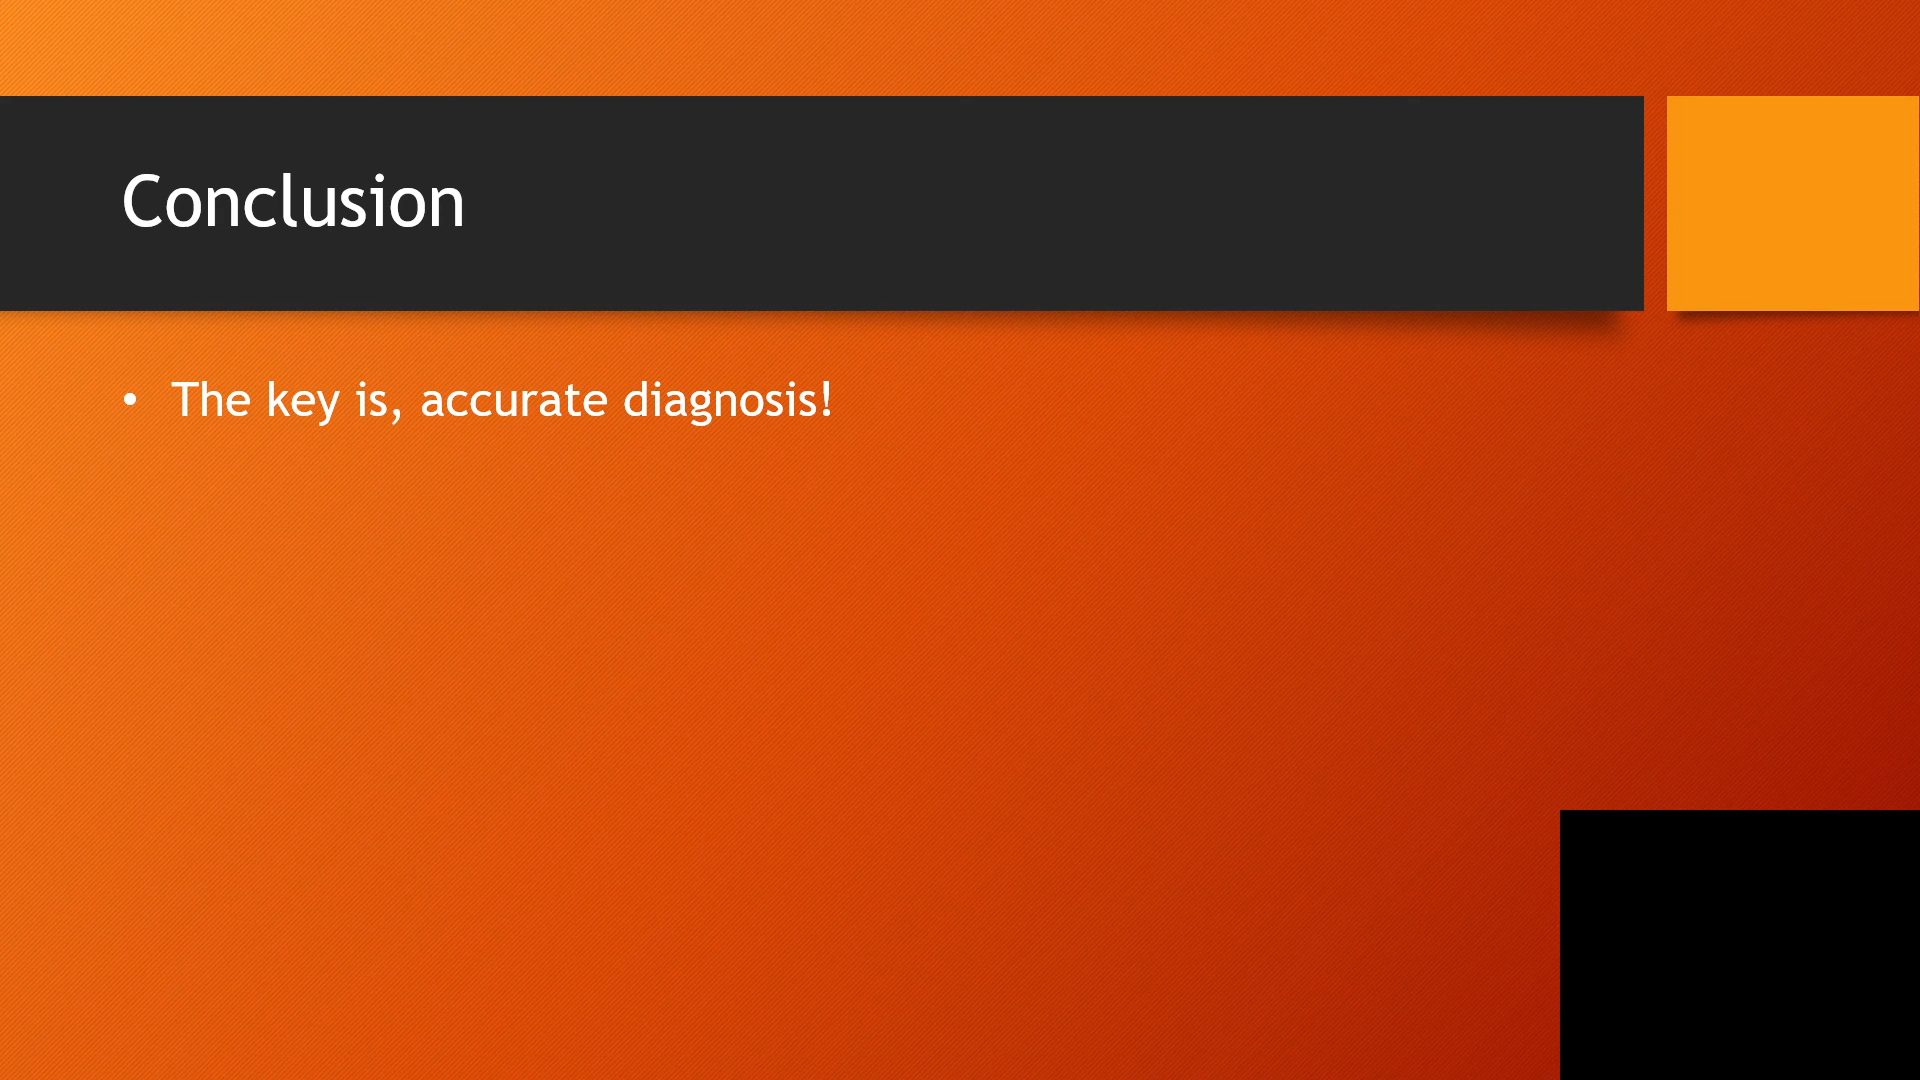 Conclusion
• The key is, accurate diagnosis!